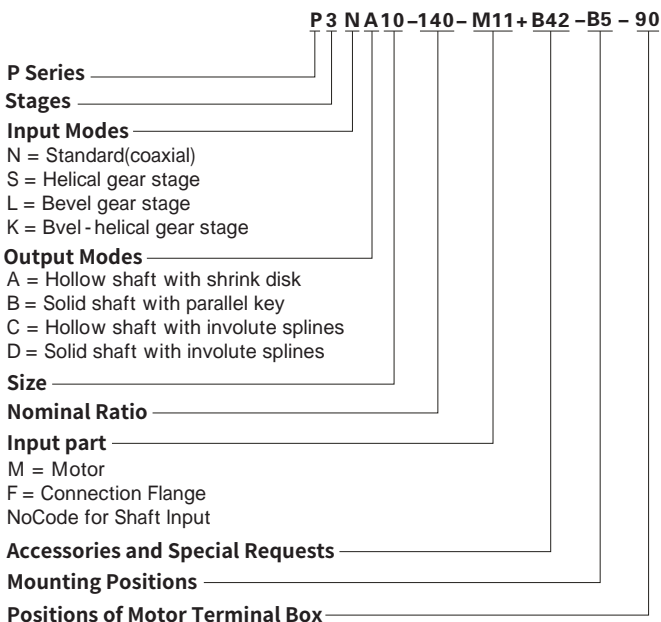 P3NA10–140–M11+B42–B5–90
P Series
Stages
Input Modes
N = Standard(coaxial)
S = Helical gear stage
L = Bevel gear stage
K = Bvel-helical gear stage
Output Modes
A = Hollow shaft with shrink disk
B = Solid shaft with parallel key
C = Hollow shaft with involute splines
D = Solid shaft with involute splines
Size
Nominal Ratio
Input part
M = Motor
F = Connection Flange
NoCode for Shaft Input
Accessories and Special Requests
Mounting Positions
Positions of Motor Terminal Box